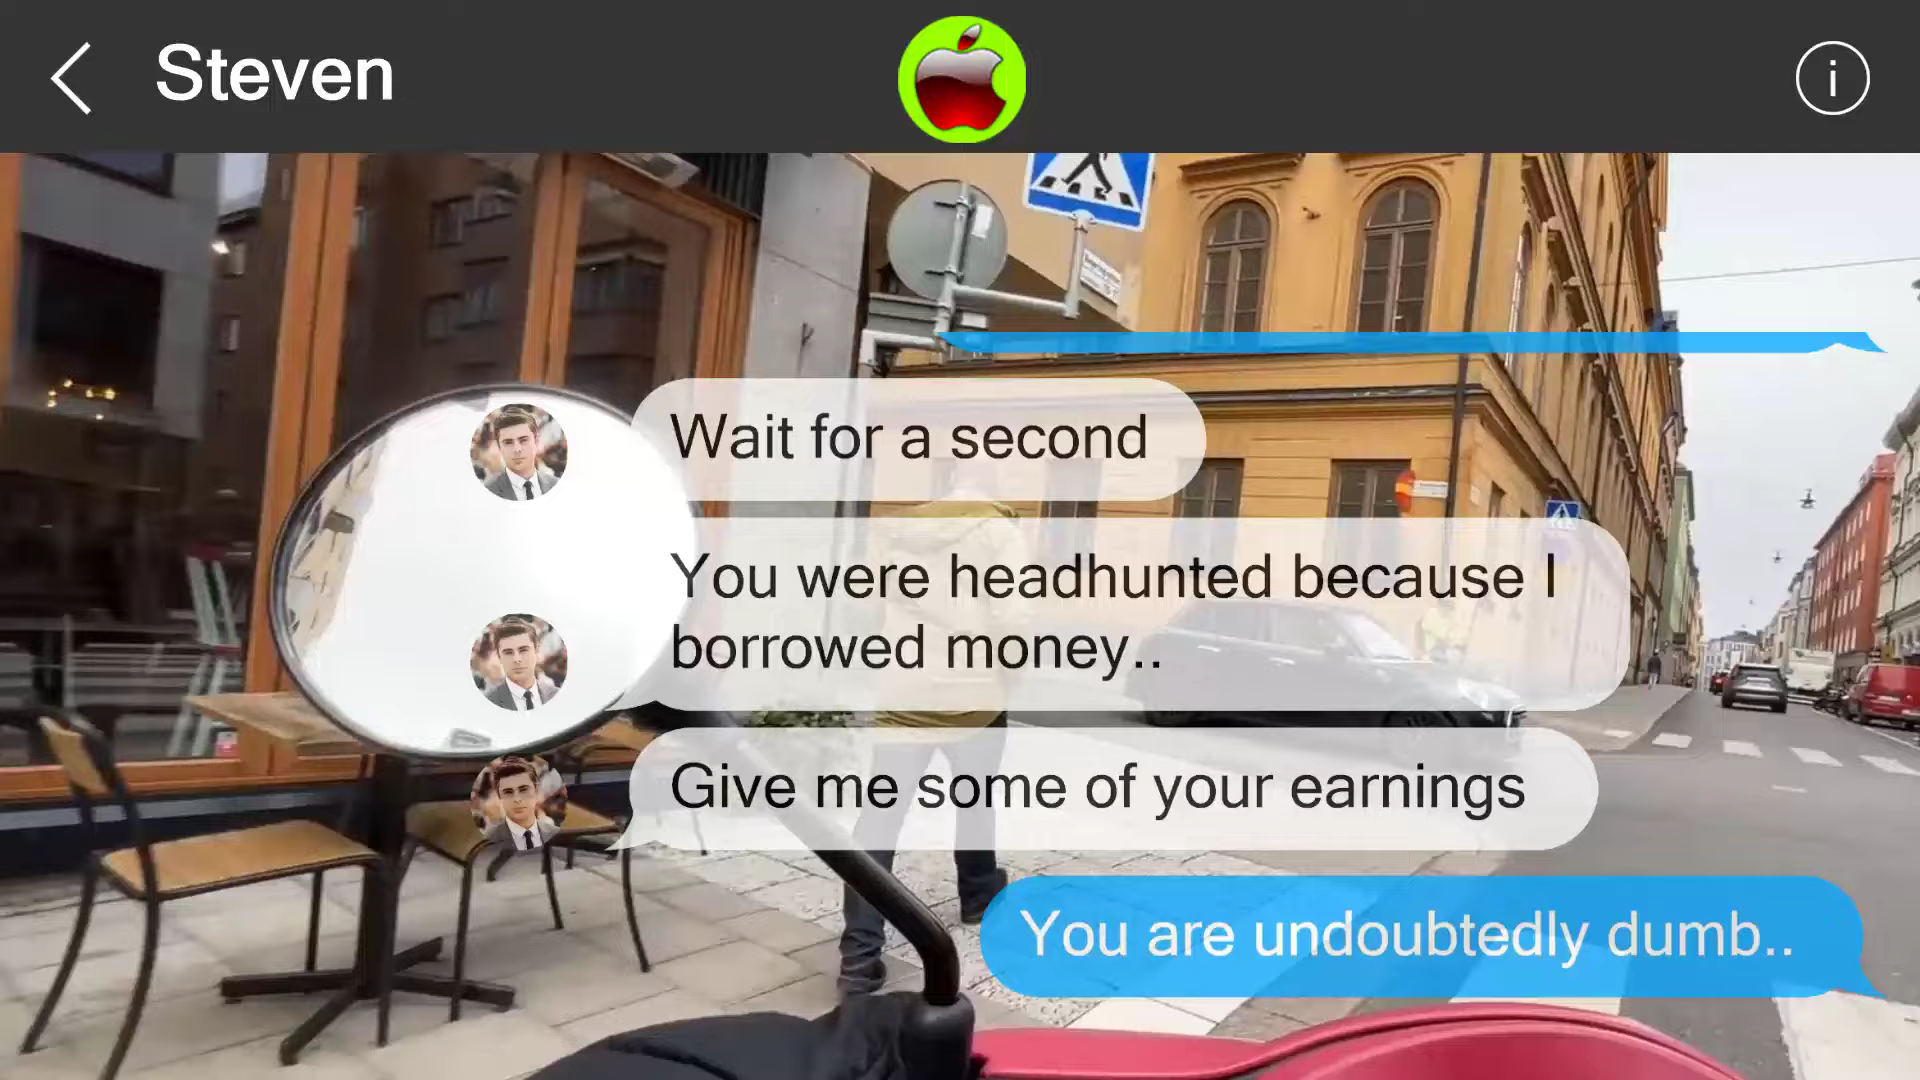 Steven
i
Wait for a second
You were headhunted because I
borrowed money..
Give me some of your earnings
You are undoubtedly dumb..